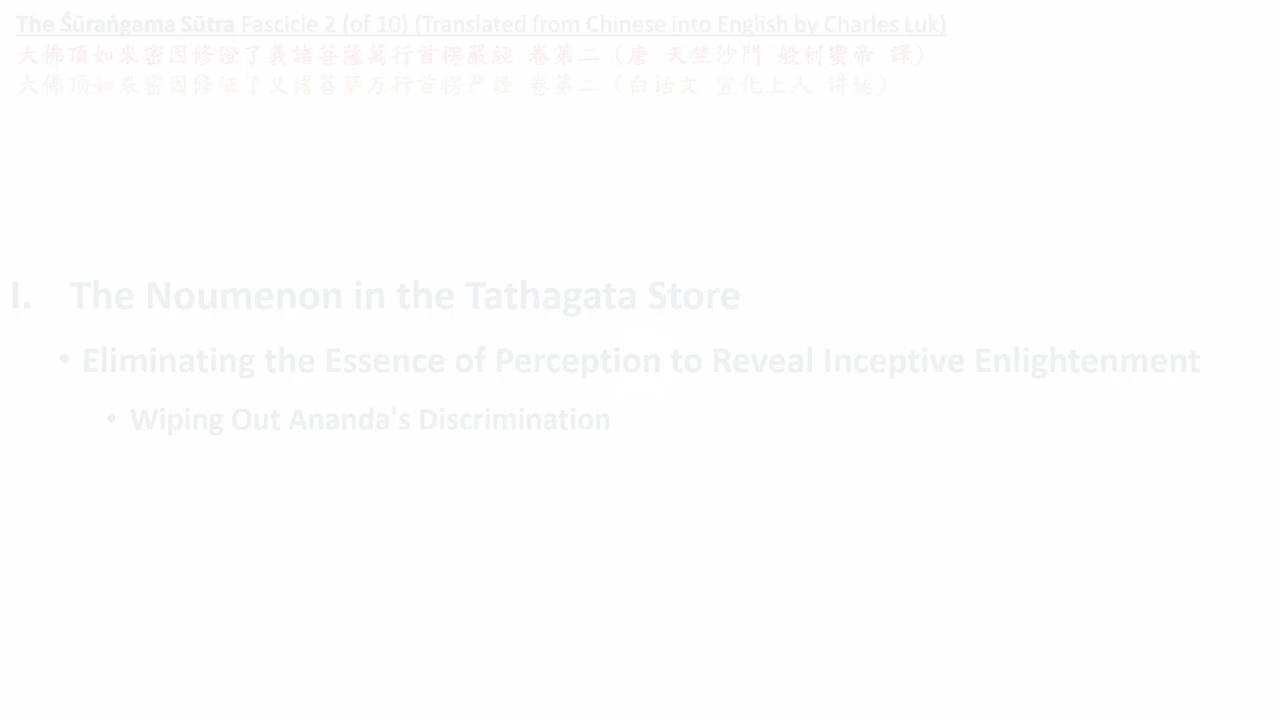 The Śūraṅgama Sūtra Fascicle 2 (of 10) (Translated from Chinese into English by Charles Luk)
大佛頂如來密因修證了義諸菩薩萬行首楞嚴經 卷第二（唐 天竺沙門 般剌蜜帝 譯）
大佛顶如来密因修证了义诸菩萨万行首楞严经 卷第二（白话文 宣化上人 讲述）
I. The Noumenon in the Tathagata Store
• Eliminating the Essence of Perception to Reveal Inceptive Enlightenment
• Wiping Out Ananda's Discrimination